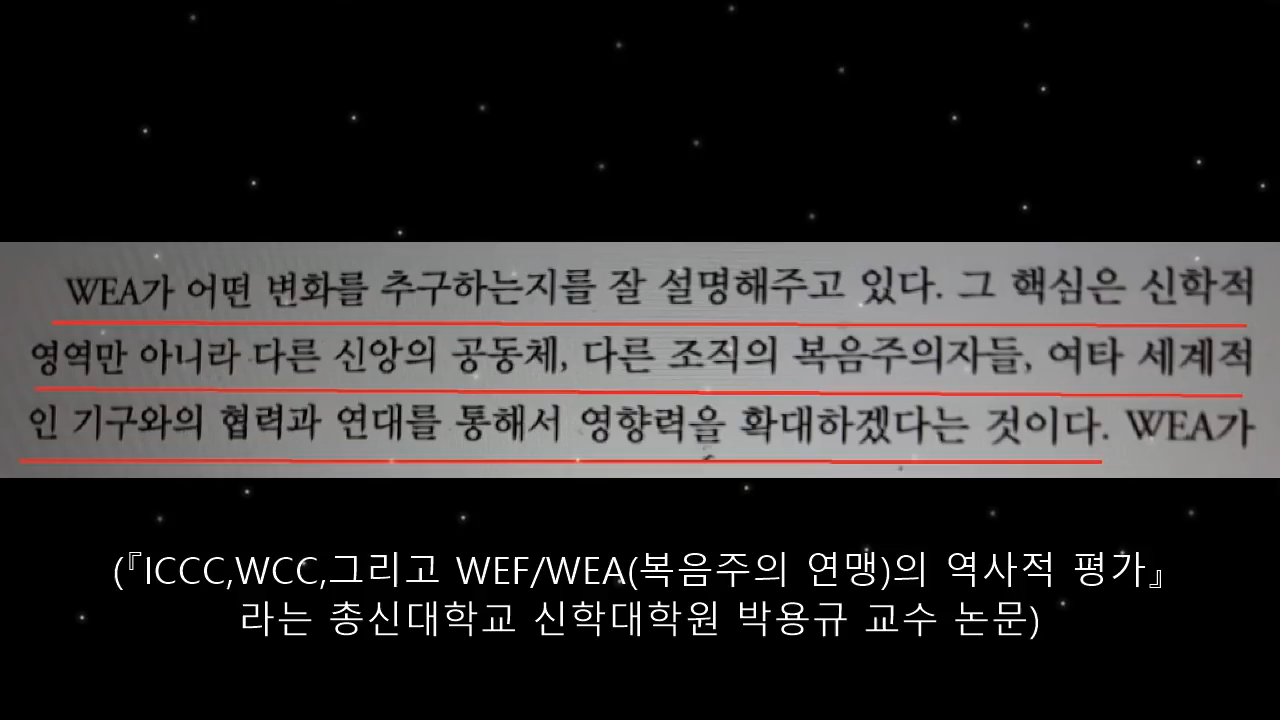 WEA가 어떤 변화를 추구하는지를 잘 설명해주고 있다. 그 핵심은 신학적
영역만 아니라 다른 신앙의 공동체, 다른 조직의 복음주의자들, 여타 세계적
인 기구와의 협력과 연대를 통해서 영향력을 확대하겠다는 것이다. WEA가
(『ICCC,WCC,그리고 WEF/WEA(복음주의 연맹)의 역사적 평가』
라는 총신대학교 신학대학원 박용규 교수 논문)